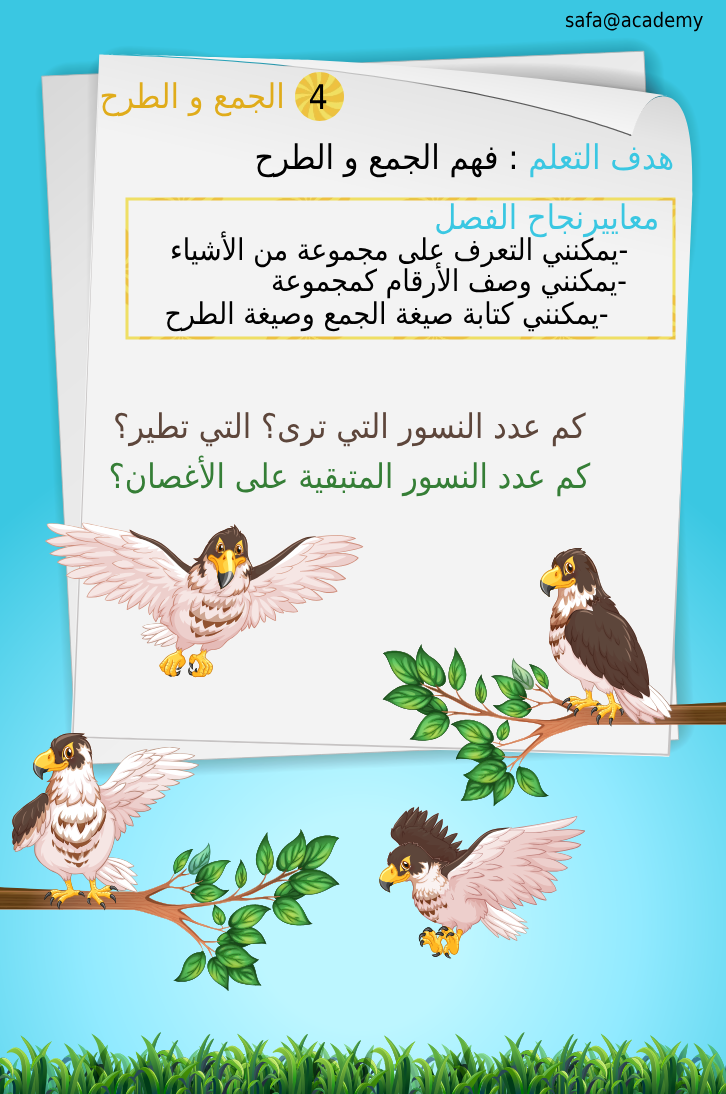 safa@academy
4 الجمع و الطرح
هدف التعلم : فهم الجمع و الطرح
معاييرنجاح الفصل
-يمكنني التعرف على مجموعة من الأشياء
-يمكنني وصف الأرقام كمجموعة
-يمكنني كتابة صيغة الجمع وصيغة الطرح
كم عدد النسور التي ترى؟ التي تطير؟
كم عدد النسور المتبقية على الأغصان؟